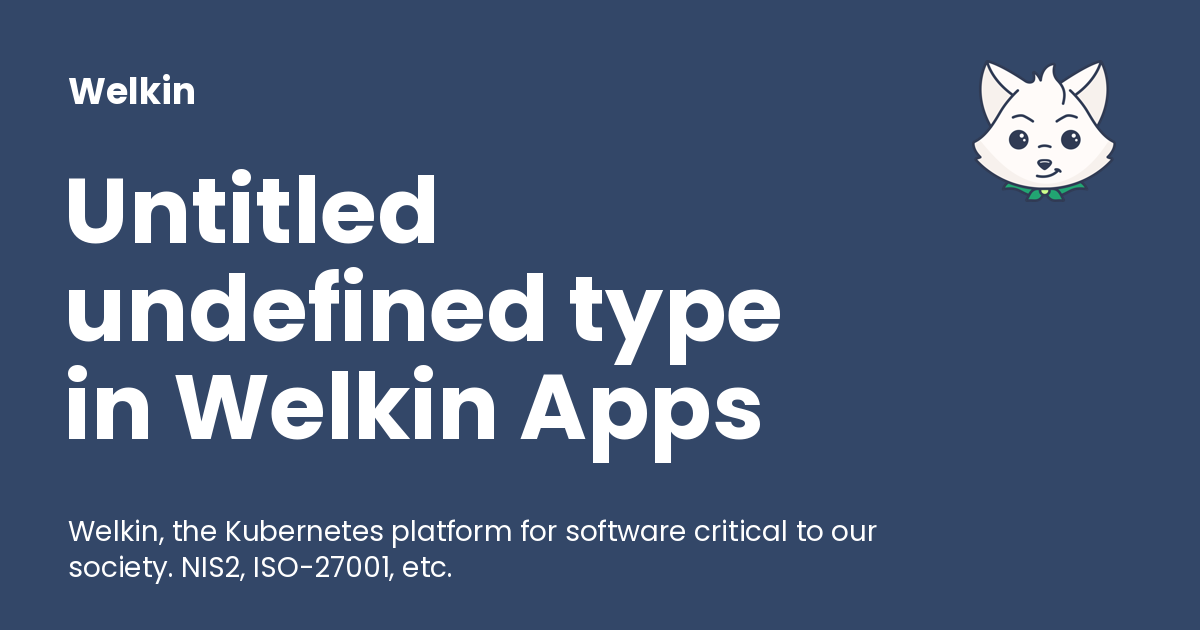 Welkin
Untitled
undefined type
in Welkin Apps
Welkin, the Kubernetes platform for software critical to our
society. NIS2, ISO-27001, etc.